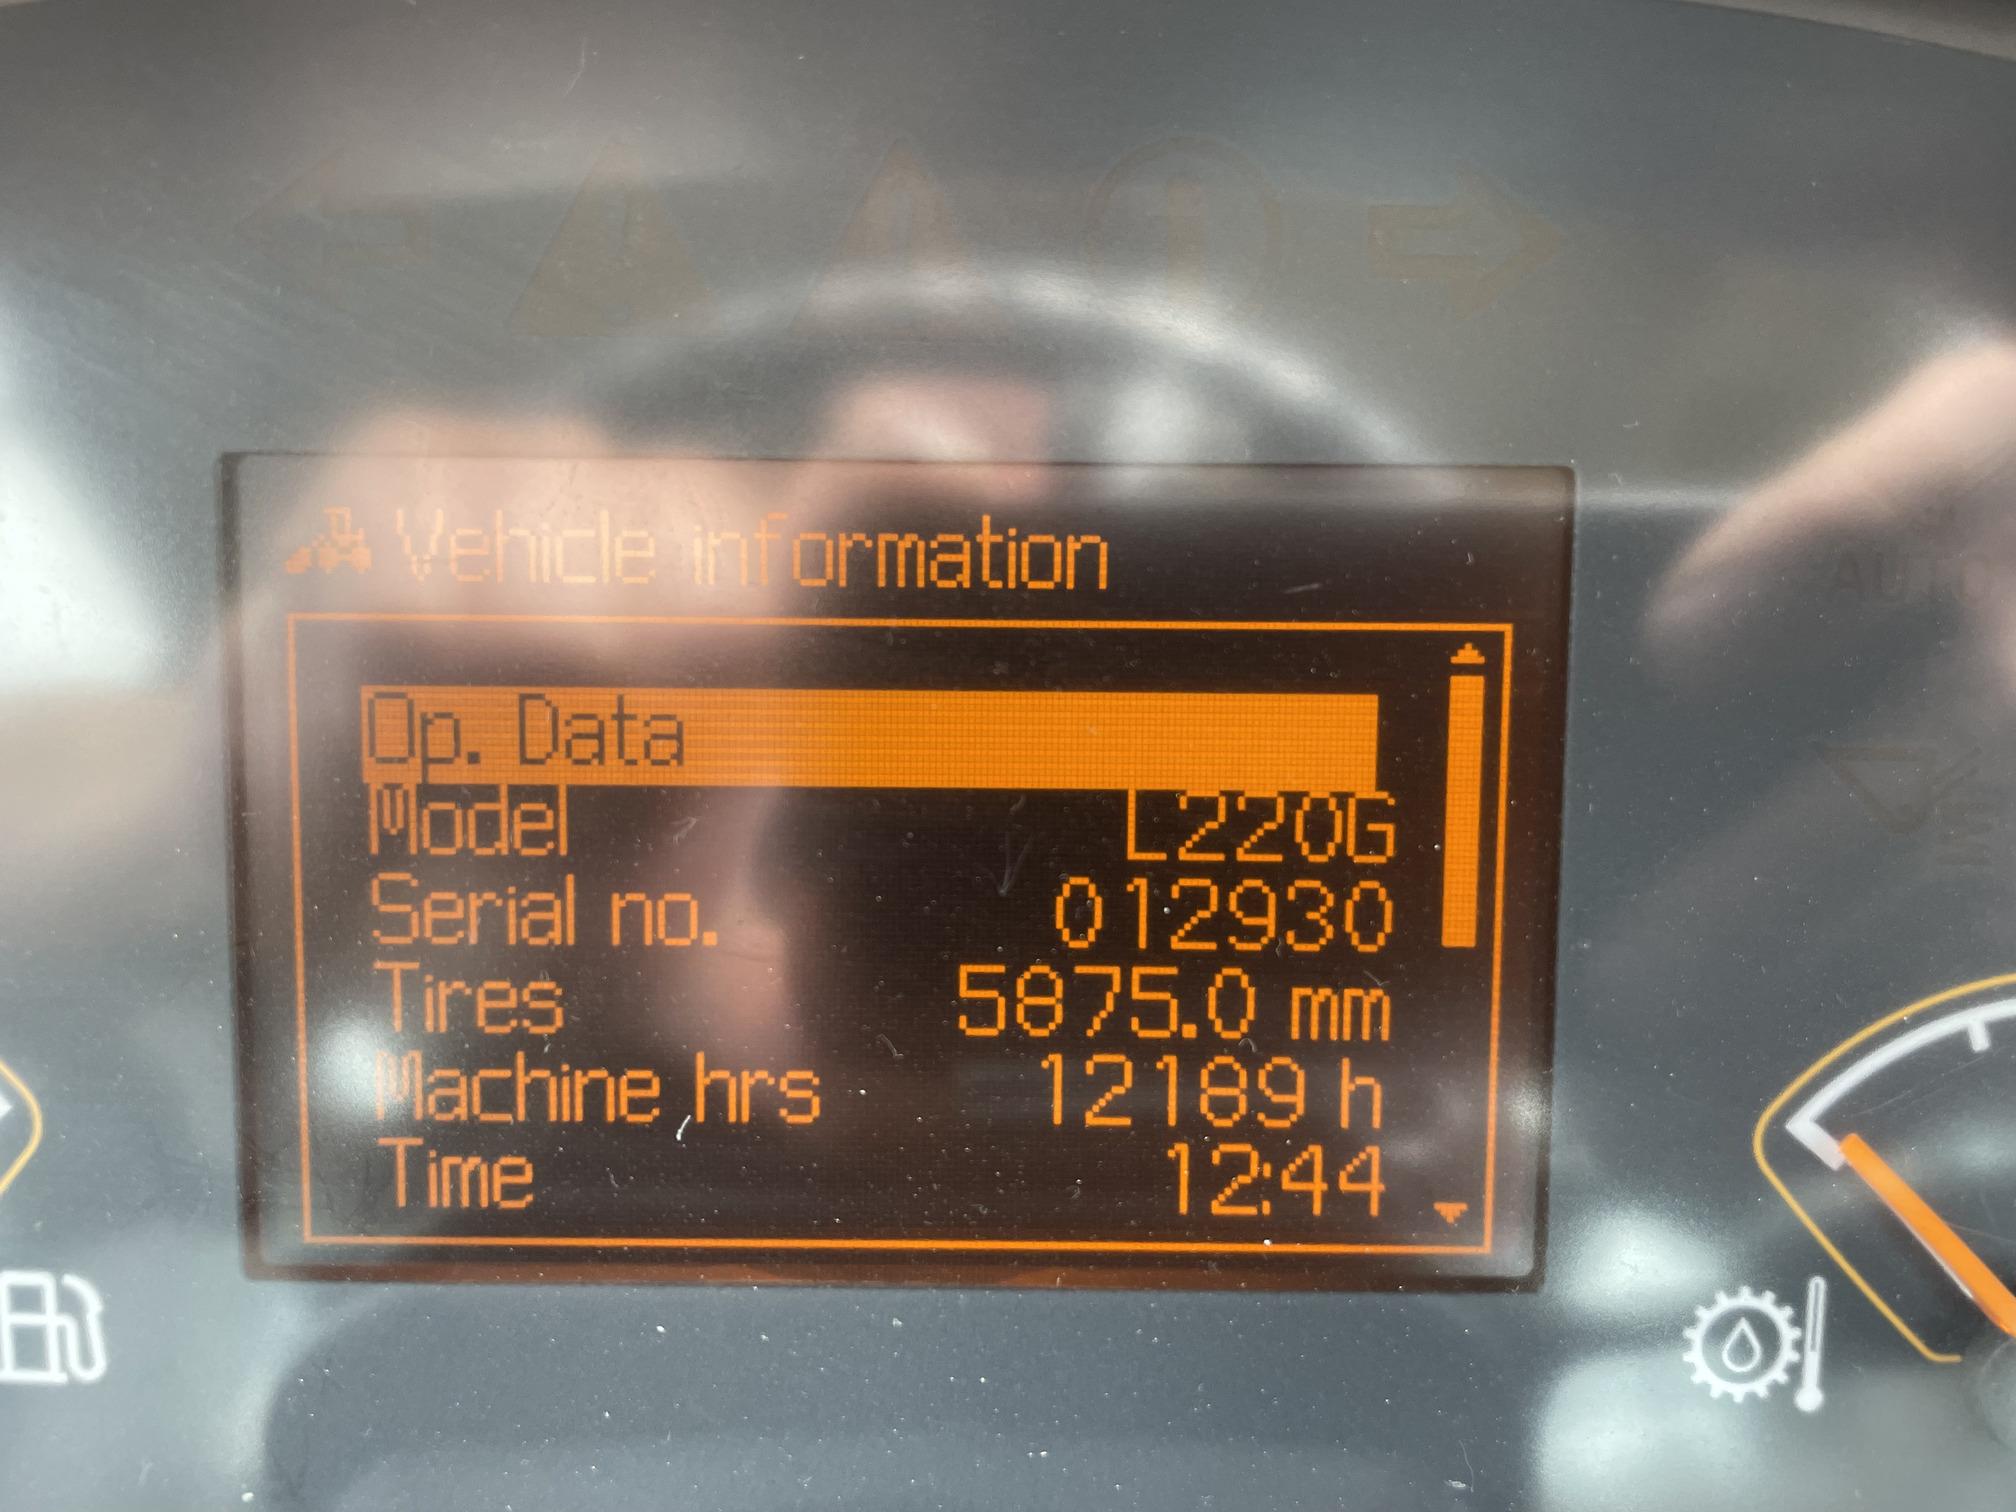 Vehicle information
Op. Data
Model L220G
Serial no. 012930
Tires 5875.0 mm
Machine hrs 12189 h
Time 12:44
AUTO